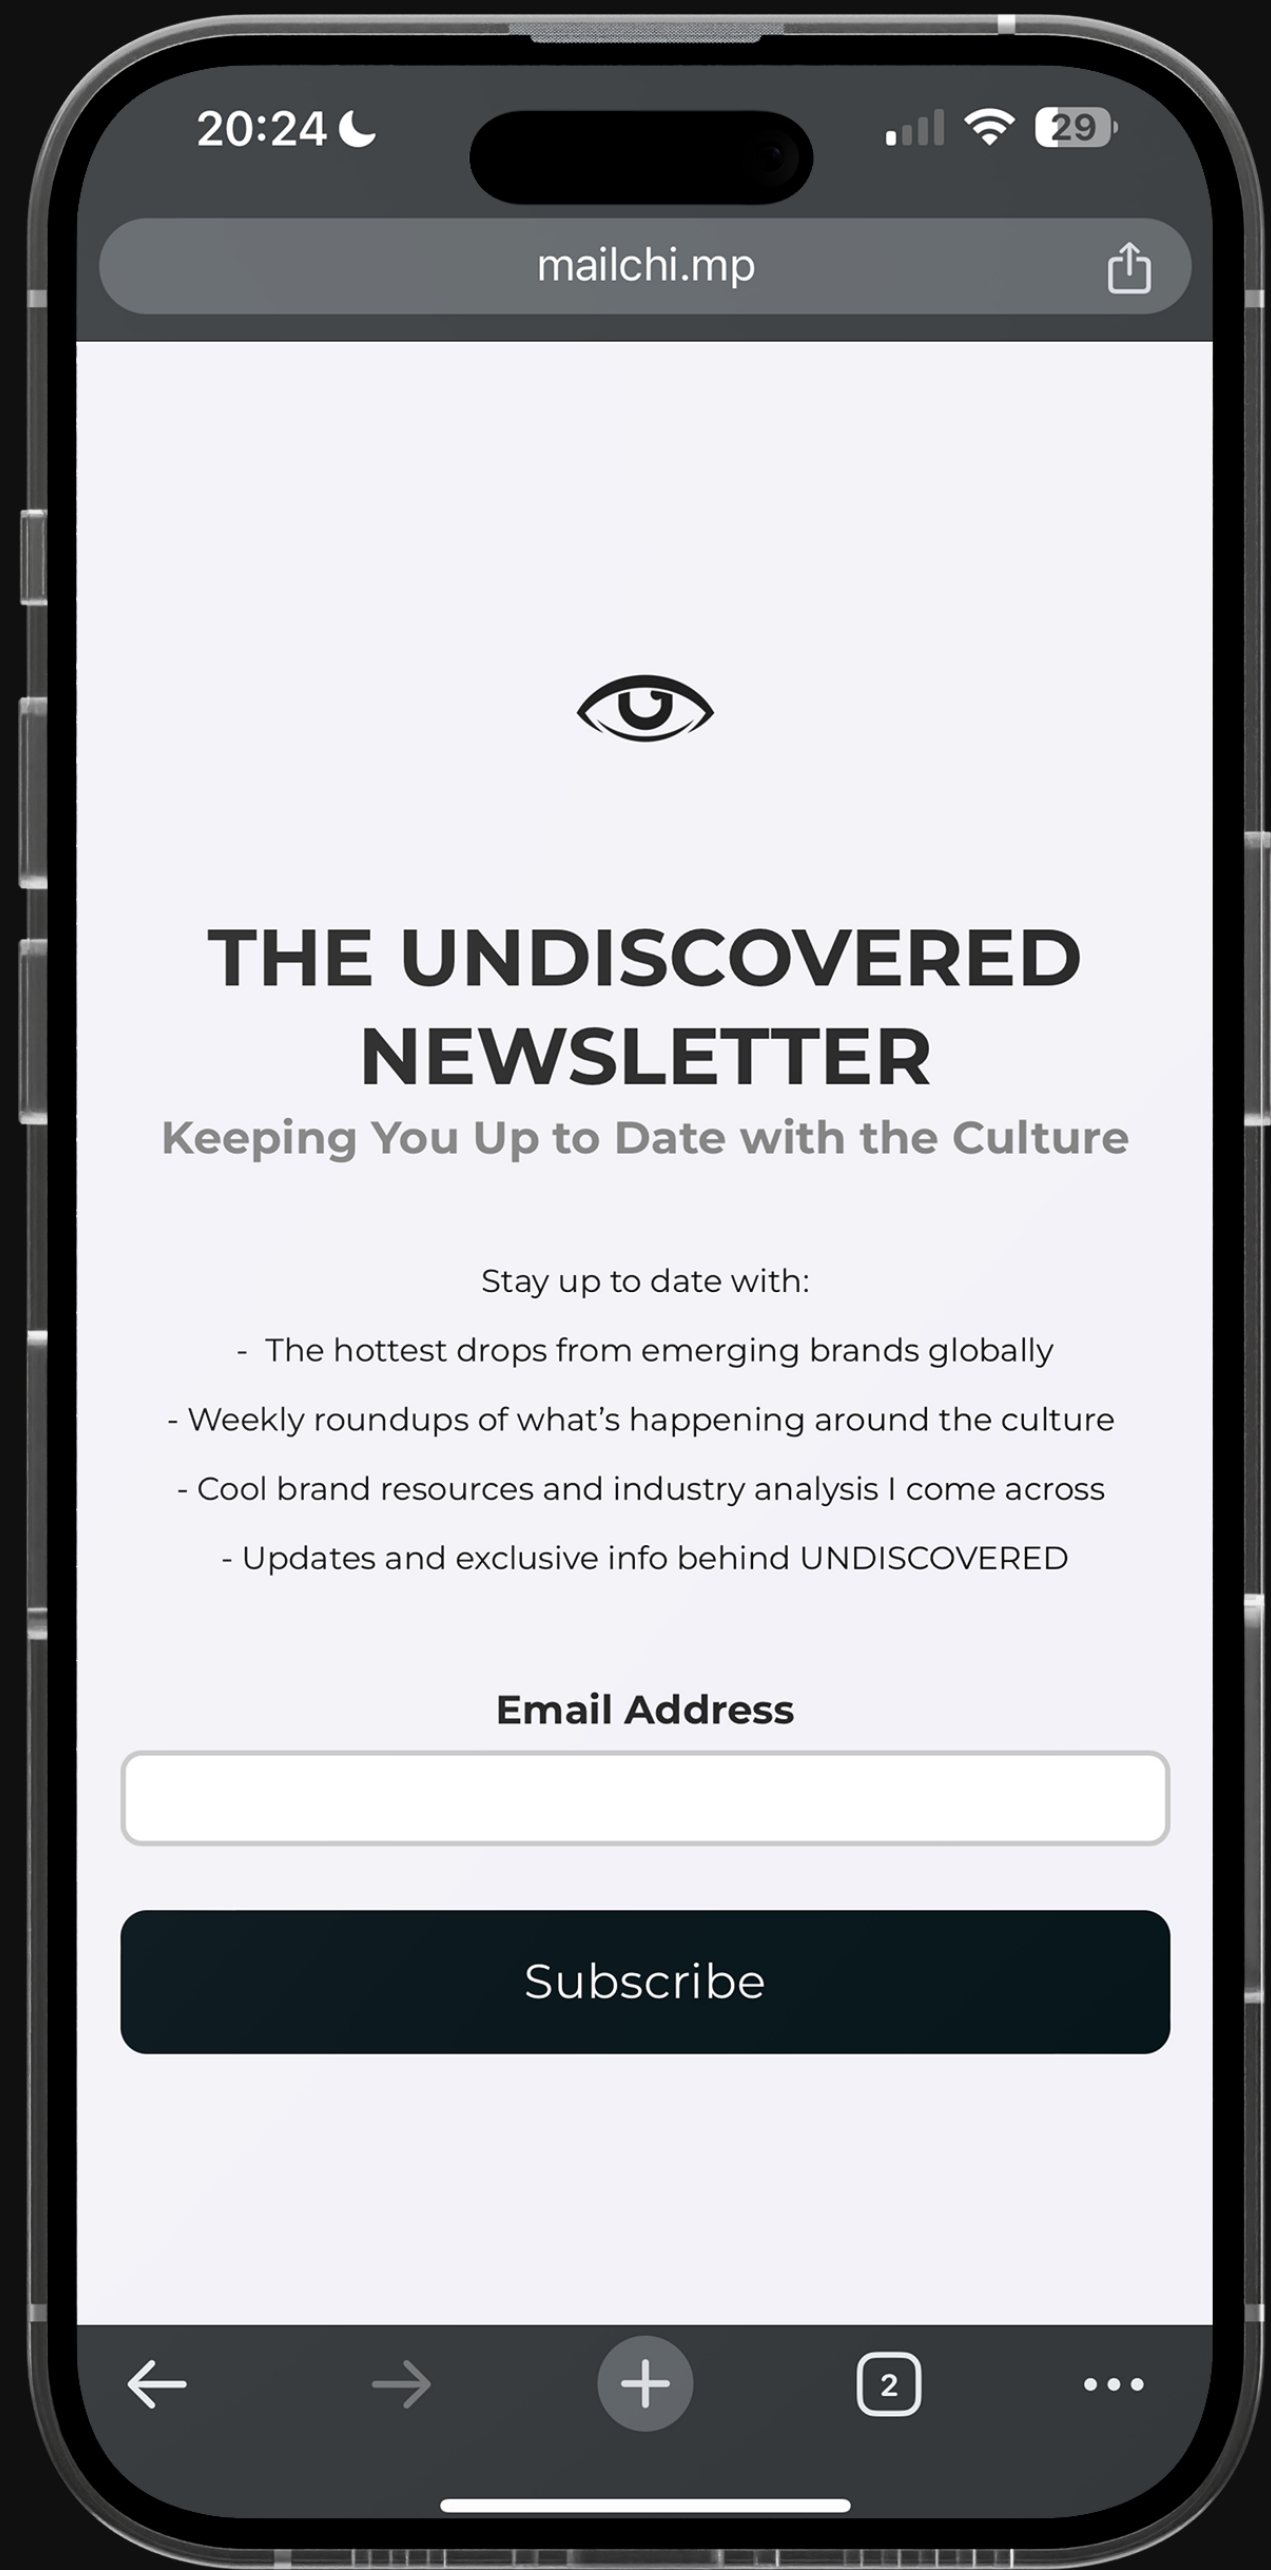 20:24
29
mailchi.mp
THE UNDISCOVERED
NEWSLETTER
Keeping You Up to Date with the Culture
Stay up to date with:
-  The hottest drops from emerging brands globally
- Weekly roundups of what’s happening around the culture
- Cool brand resources and industry analysis I come across
- Updates and exclusive info behind UNDISCOVERED
Email Address
Subscribe
2